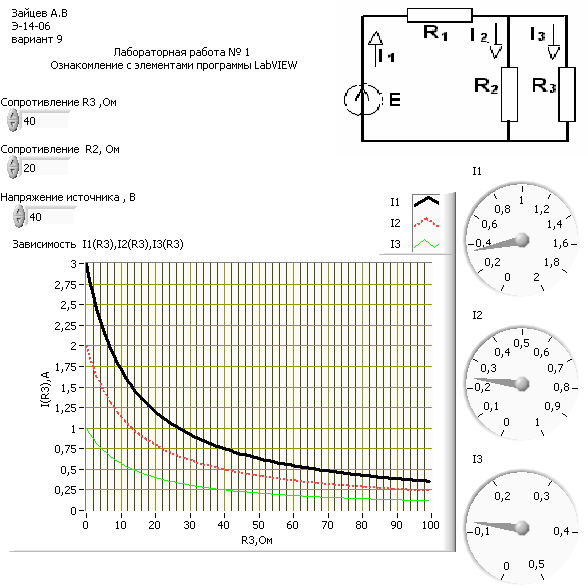 Зайцев А.В
Э-14-06
вариант 9
Лабораторная работа № 1
Ознакомление с элементами программы LabVIEW
R1
I2
I3
I1
R2
R3
E
Сопротивление R3 ,Ом
40
Сопротивление R2, Ом
20
Напряжение источника , В
40
I1
I2
I3
Зависимость I1(R3),I2(R3),I3(R3)
I(R3),A
3
2,75
2,5
2,25
2
1,75
1,5
1,25
1
0,75
0,5
0,25
0
0 10 20 30 40 50 60 70 80 90 100
R3,Ом
I1
0 0,2 0,4 0,6 0,8 1 1,2 1,4 1,6 1,8 2
I2
0 0,1 0,2 0,3 0,4 0,5 0,6 0,7 0,8 0,9 1
I3
0 0,1 0,2 0,3 0,4 0,5